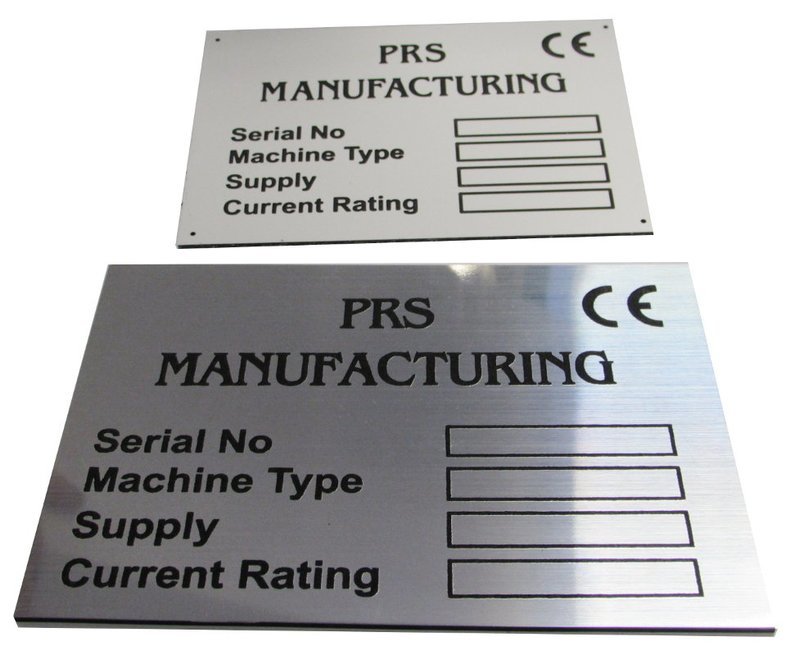 PRS CE
MANUFACTURING
Serial No
Machine Type
Supply
Current Rating
PRS CE
MANUFACTURING
Serial No
Machine Type
Supply
Current Rating